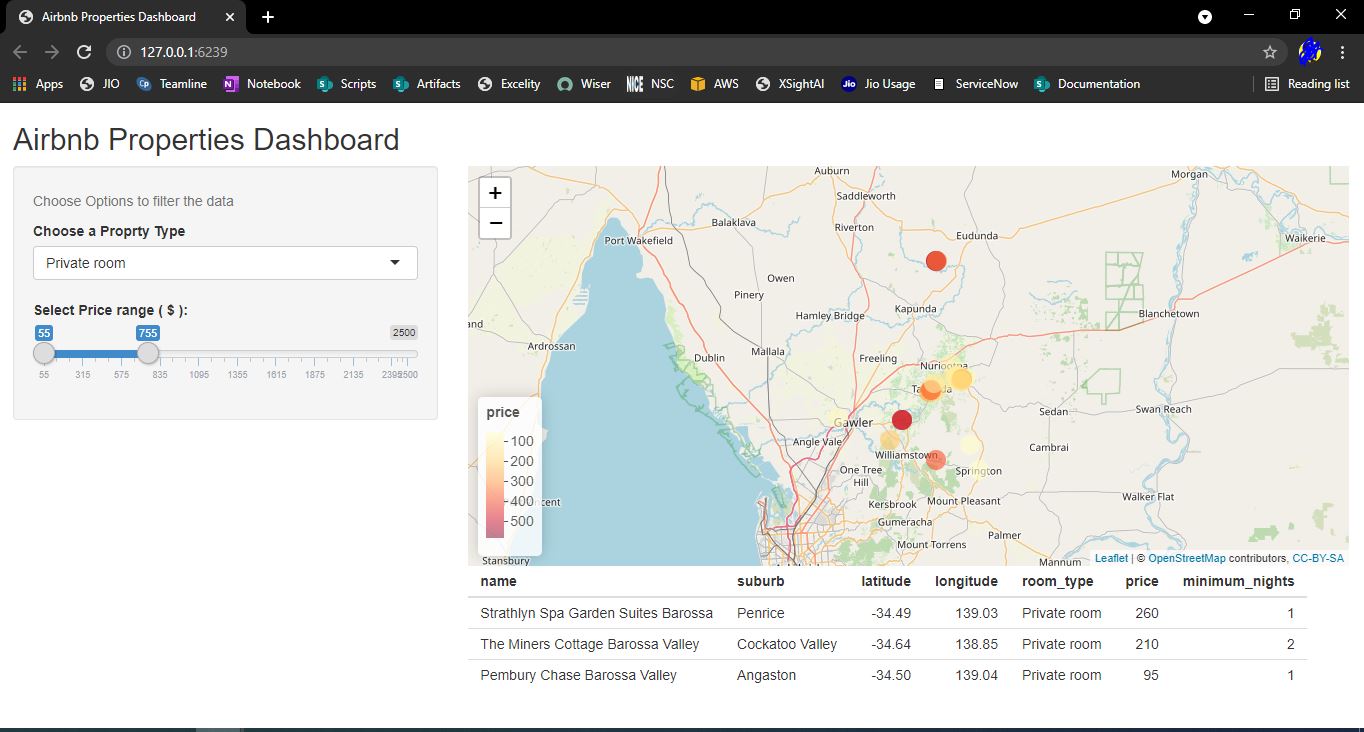 Airbnb Properties Dashboard
127.0.0.1:6239
Apps JIO Teamline Notebook Scripts Artifacts Excelity Wiser NSC AWS XSightAI Jio Usage ServiceNow Documentation Reading list
Airbnb Properties Dashboard
Choose Options to filter the data
Choose a Proprty Type
Private room
Select Price range ( $ ):
55 755 2500
55 315 575 835 1095 1355 1615 1875 2135 2395 2500
+
−
Auburn
Morgan
Saddleworth
Balaklava
Riverton
Port Wakefield
Eudunda
Waikerie
Owen
Pinery
Hamley Bridge
Kapunda
Blanchetown
Ardrossan
Dublin
Mallala
Freeling
Nuriootpa
Sedan
Swan Reach
Gawler
Angle Vale
Cambrai
Williamstown
One Tree
Hill
Springton
Kersbrook
Mount Pleasant
Walker Flat
Gumeracha
Palmer
Mount Torrens
Mannum
Stansbury
price
100
200
300
400
500
Leaflet | © OpenStreetMap contributors, CC-BY-SA
name suburb latitude longitude room_type price minimum_nights
Strathlyn Spa Garden Suites Barossa Penrice -34.49 139.03 Private room 260 1
The Miners Cottage Barossa Valley Cockatoo Valley -34.64 138.85 Private room 210 2
Pembury Chase Barossa Valley Angaston -34.50 139.04 Private room 95 1